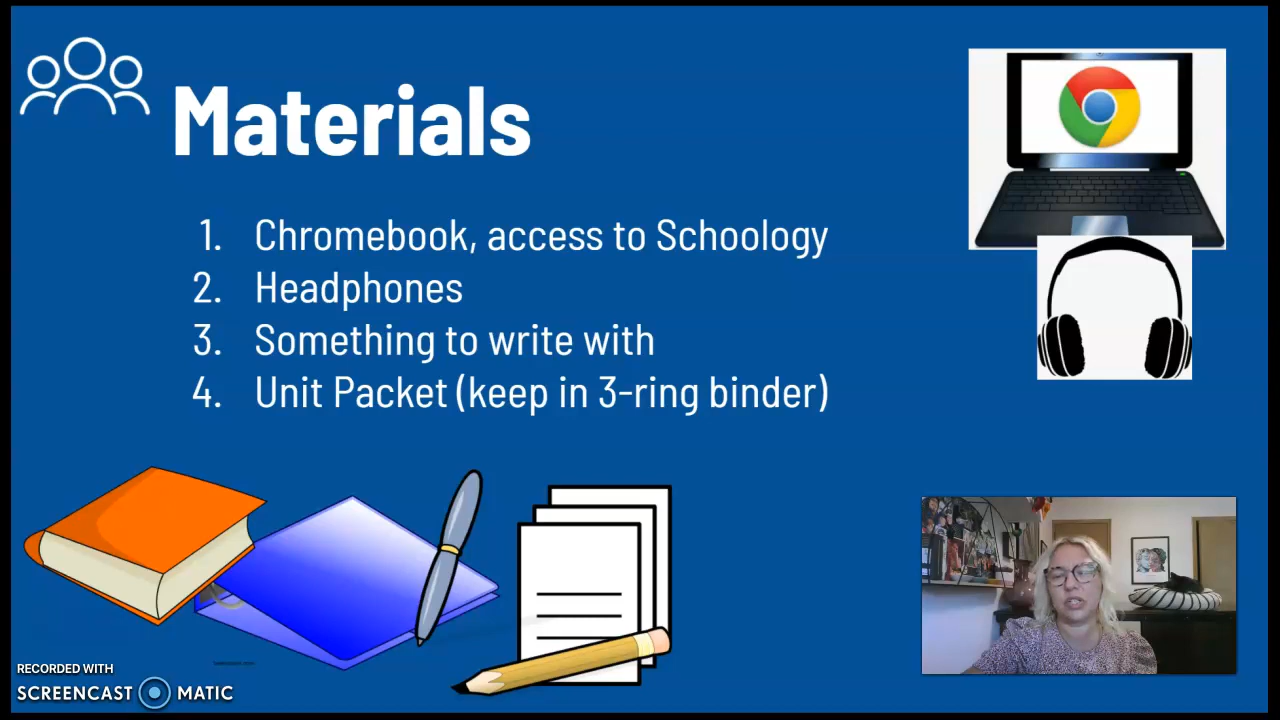 Materials
1. Chromebook, access to Schoology
2. Headphones
3. Something to write with
4. Unit Packet (keep in 3-ring binder)
RECORDED WITH
SCREENCAST MATIC